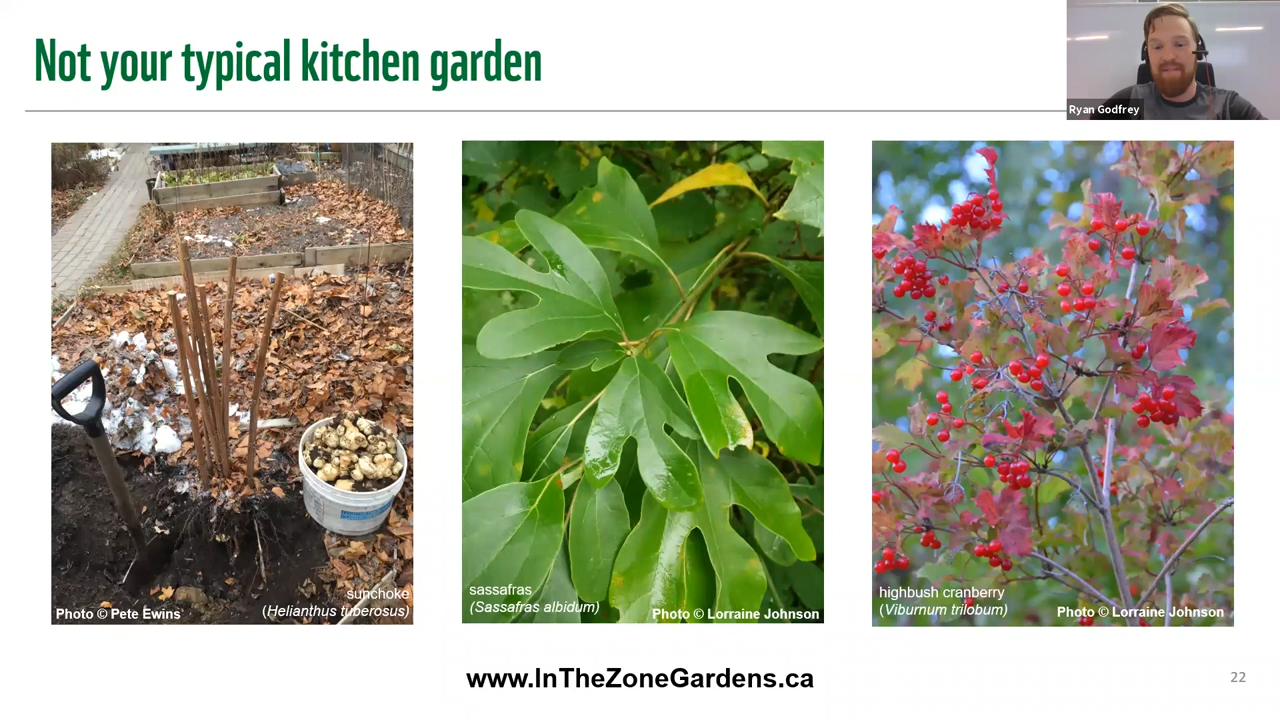 Not your typical kitchen garden
Ryan Godfrey
sunchoke
(Helianthus tuberosus)
Photo © Pete Ewins
sassafras
(Sassafras albidum)
Photo © Lorraine Johnson
highbush cranberry
(Viburnum trilobum)
Photo © Lorraine Johnson
www.InTheZoneGardens.ca
22